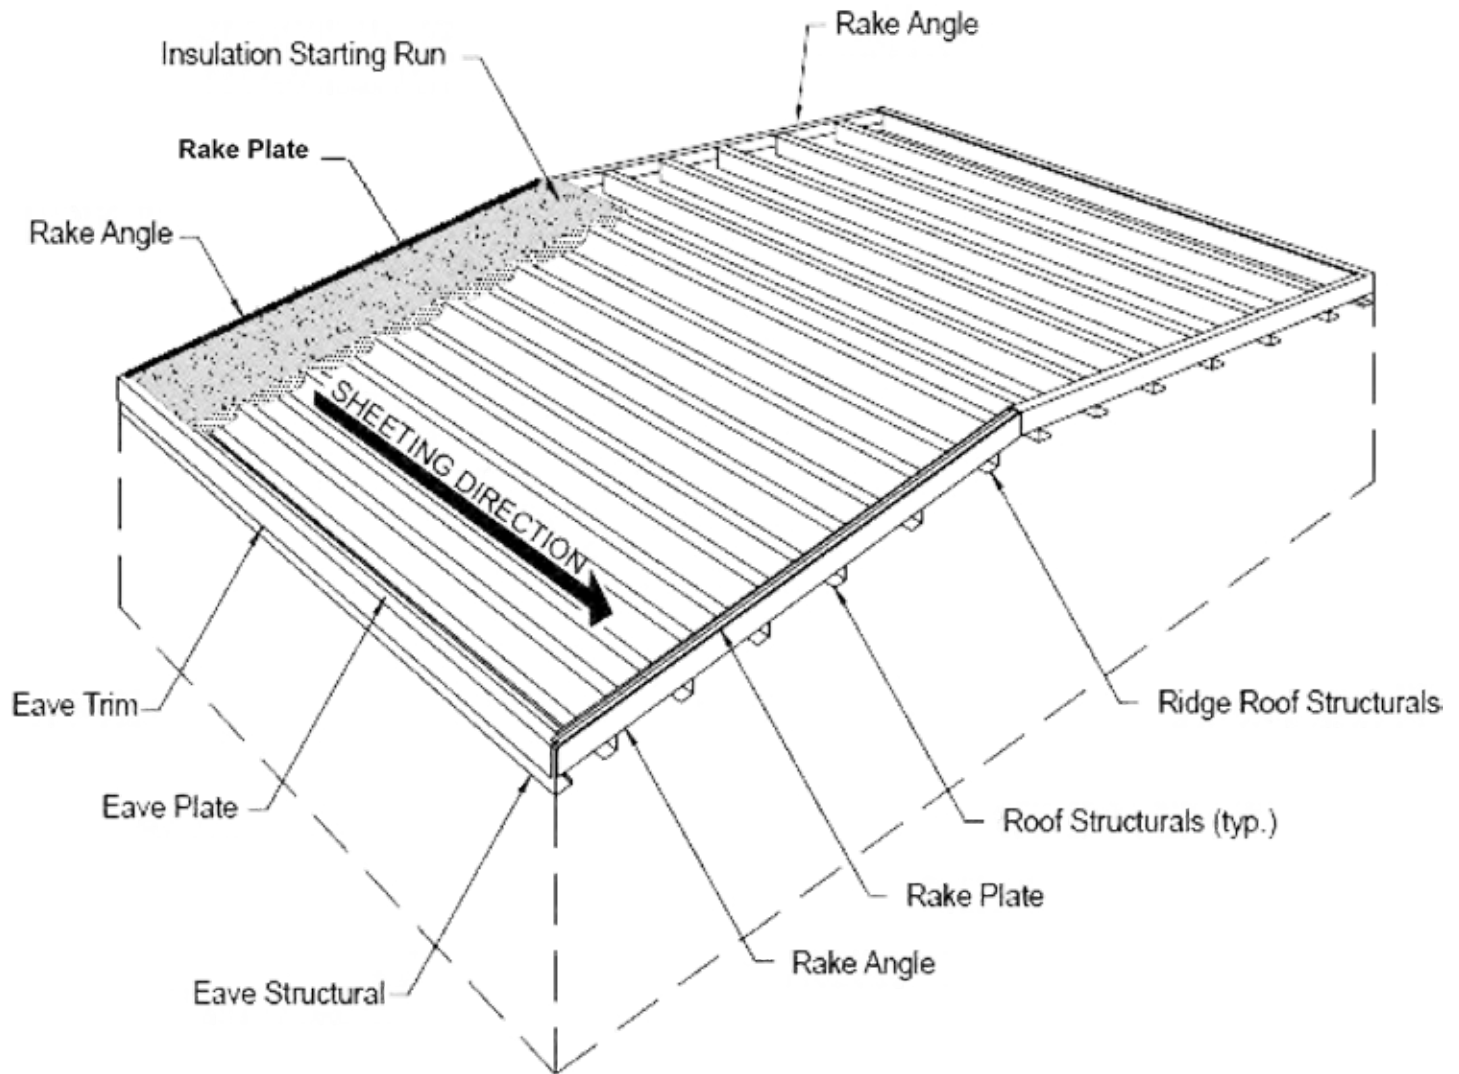 Rake Angle
Insulation Starting Run
Rake Plate
Rake Angle
SHEETING DIRECTION
Eave Trim
Ridge Roof Structurals
Eave Plate
Roof Structurals (typ.)
Rake Plate
Rake Angle
Eave Structural